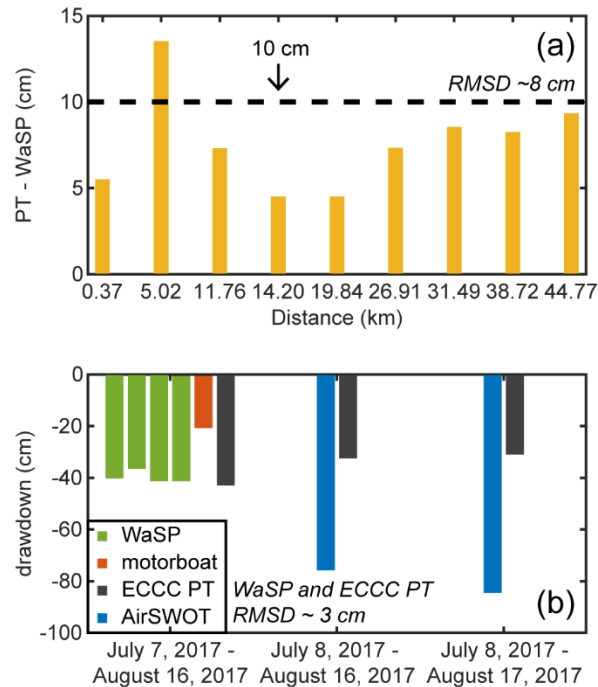 15
(a)
10 cm
RMSD ~8 cm
10
PT - WaSP (cm)
5
0
0.37 5.02 11.76 14.20 19.84 26.91 31.49 38.72 44.77
Distance (km)
0
-20
-40
drawdown (cm)
-60
-80
-100
WaSP
motorboat
ECCC PT
AirSWOT
WaSP and ECCC PT
RMSD ~ 3 cm
(b)
July 7, 2017 -
August 16, 2017
July 8, 2017 -
August 16, 2017
July 8, 2017 -
August 17, 2017